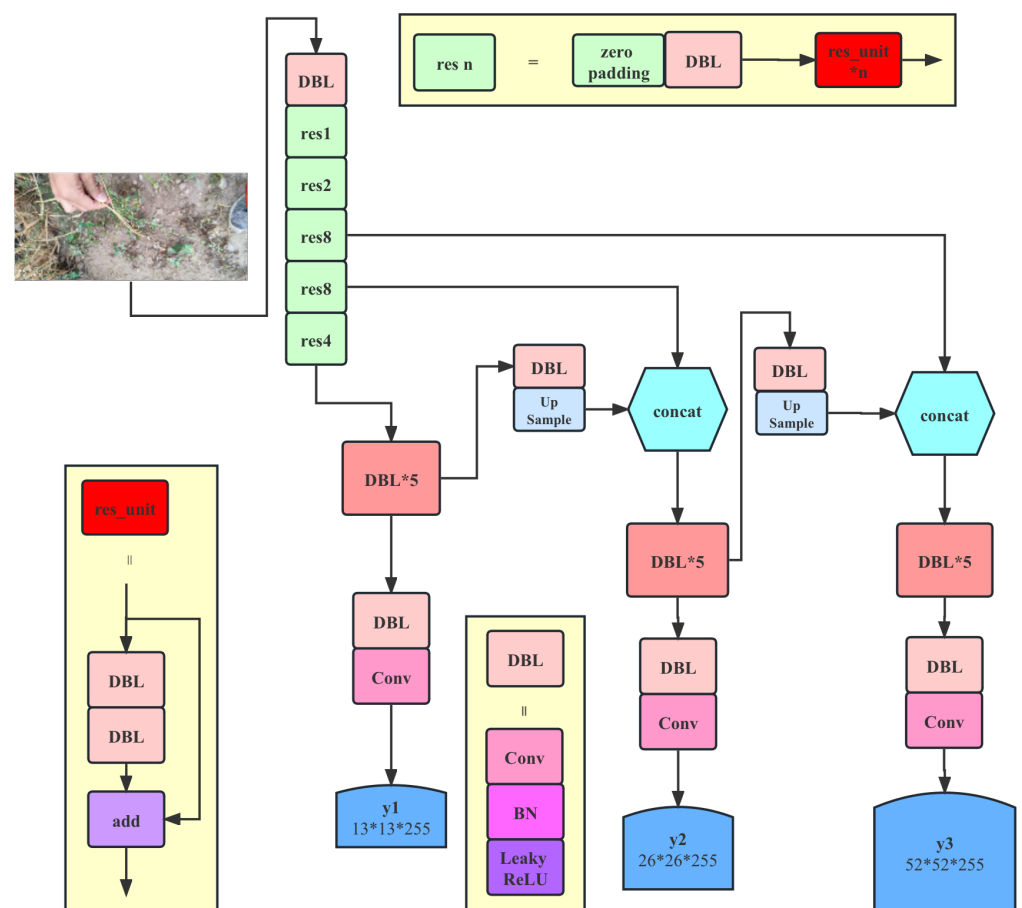 DBL
res1
res2
res8
res8
res4
res n
=
zero
padding
DBL
res_unit
*n
DBL
Up
Sample
concat
DBL
Up
Sample
concat
DBL*5
DBL*5
DBL*5
res_unit
=
DBL
DBL
add
DBL
Conv
y1
13*13*255
DBL
=
Conv
BN
Leaky
ReLU
DBL
Conv
y2
26*26*255
DBL
Conv
y3
52*52*255